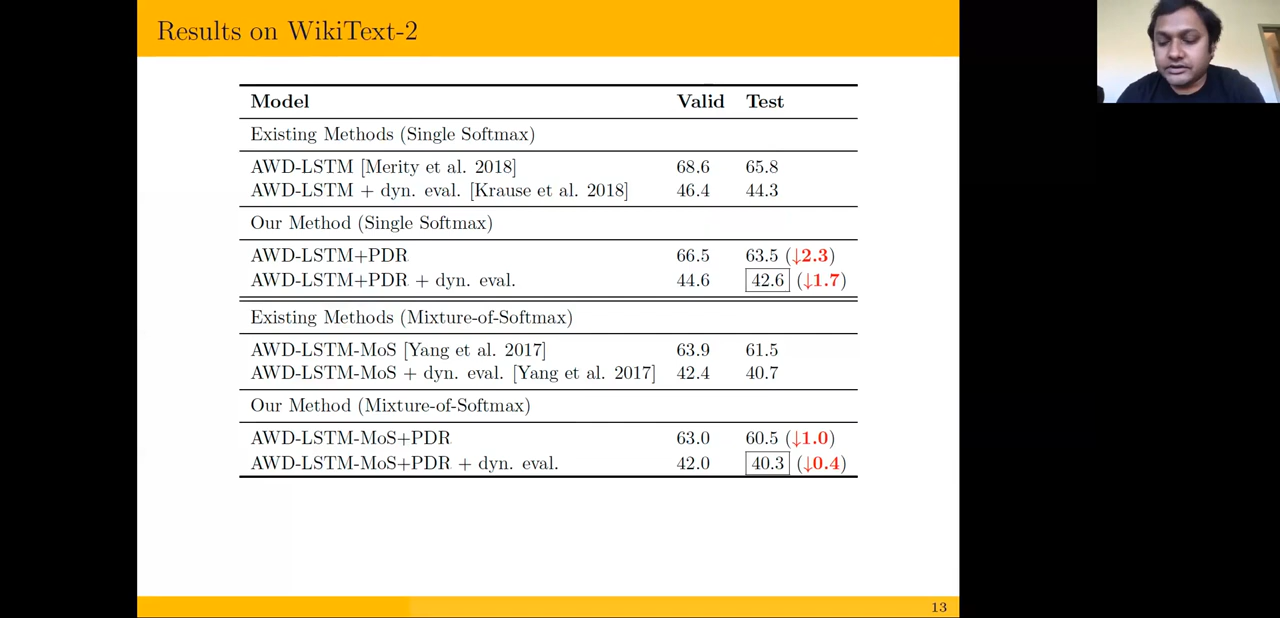 Results on WikiText-2
Model Valid Test
Existing Methods (Single Softmax)
AWD-LSTM [Merity et al. 2018] 68.6 65.8
AWD-LSTM + dyn. eval. [Krause et al. 2018] 46.4 44.3
Our Method (Single Softmax)
AWD-LSTM+PDR 66.5 63.5 (↓2.3)
AWD-LSTM+PDR + dyn. eval. 44.6 42.6 (↓1.7)
Existing Methods (Mixture-of-Softmax)
AWD-LSTM-MoS [Yang et al. 2017] 63.9 61.5
AWD-LSTM-MoS + dyn. eval. [Yang et al. 2017] 42.4 40.7
Our Method (Mixture-of-Softmax)
AWD-LSTM-MoS+PDR 63.0 60.5 (↓1.0)
AWD-LSTM-MoS+PDR + dyn. eval. 42.0 40.3 (↓0.4)
13